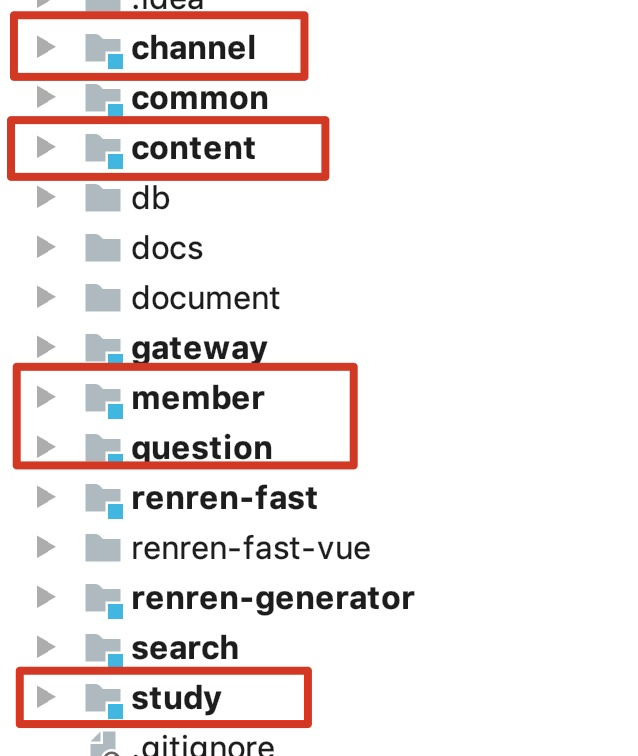 .idea
channel
common
content
db
docs
document
gateway
member
question
renren-fast
renren-fast-vue
renren-generator
search
study
.gitignore